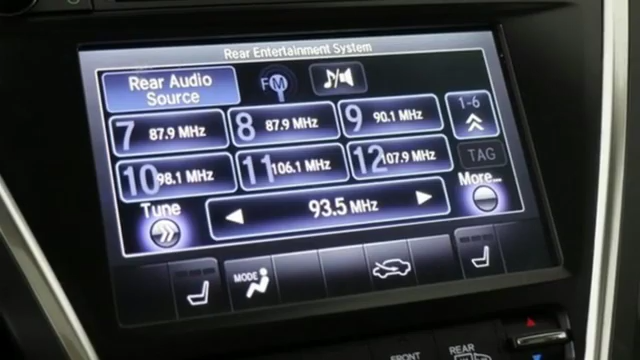 Rear Entertainment System
Rear Audio
Source
FM
7 87.9 MHz
8 87.9 MHz
9 90.1 MHz
1-6
10 98.1 MHz
11 106.1 MHz
12 107.9 MHz
TAG
Tune
93.5 MHz
More...
MODE
FRONT
REAR